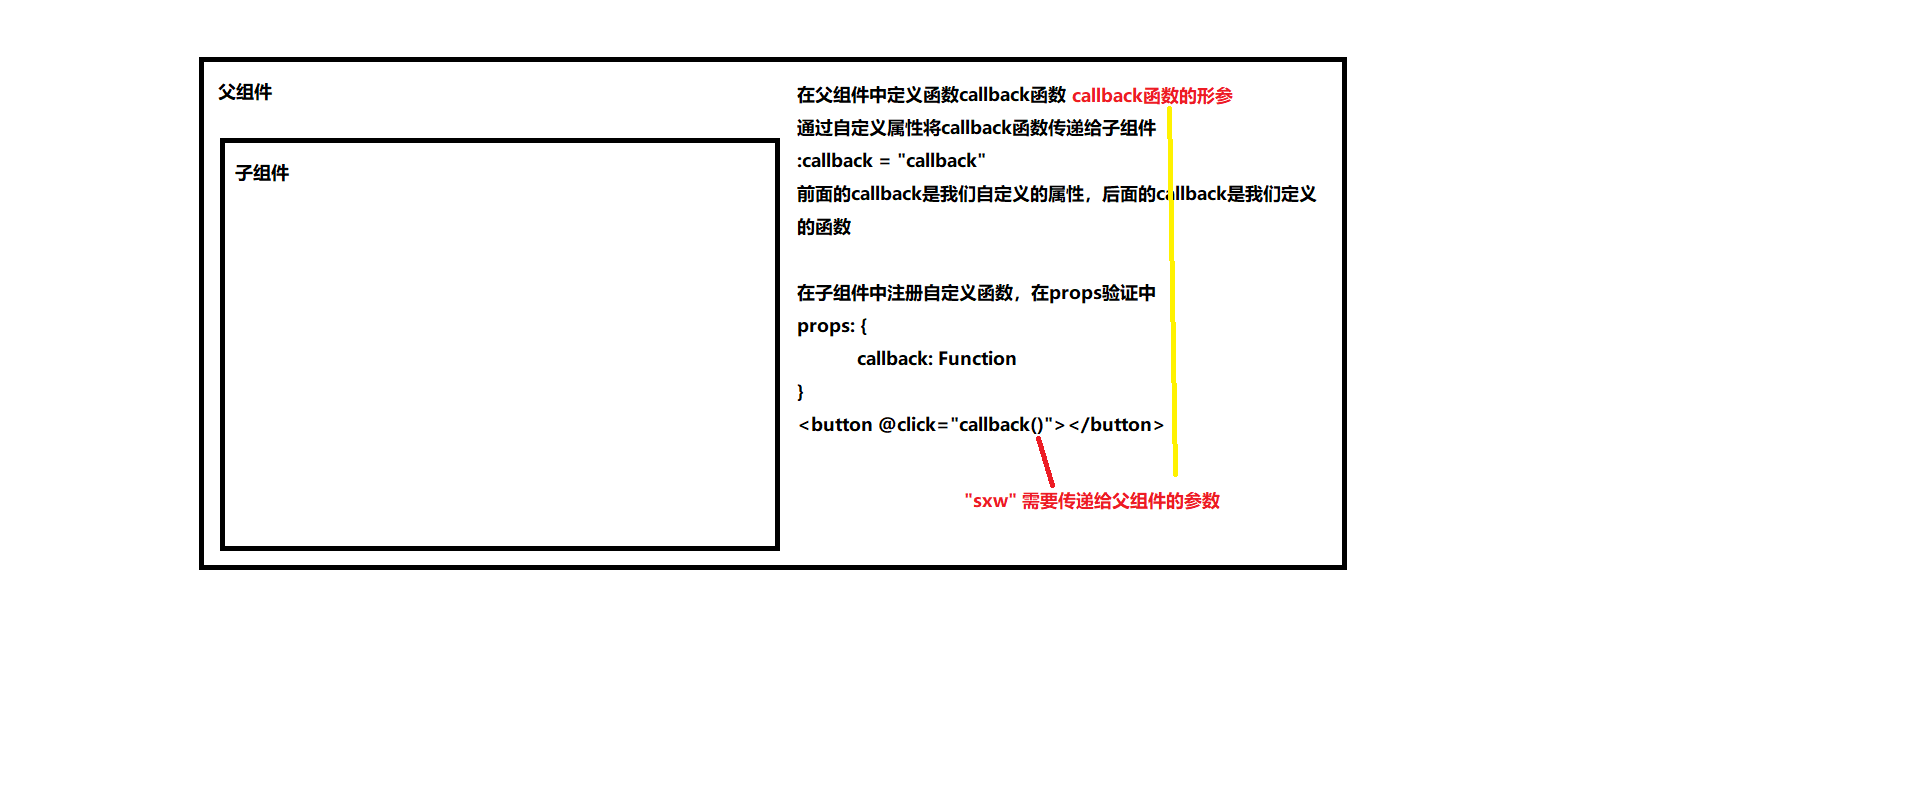 父组件
子组件
在父组件中定义函数callback函数 callback函数的形参
通过自定义属性将callback函数传递给子组件
:callback = "callback"
前面的callback是我们自定义的属性，后面的callback是我们定义
的函数
在子组件中注册自定义函数，在props验证中
props: {
callback: Function
}
<button @click="callback()"></button>
"sxw" 需要传递给父组件的参数